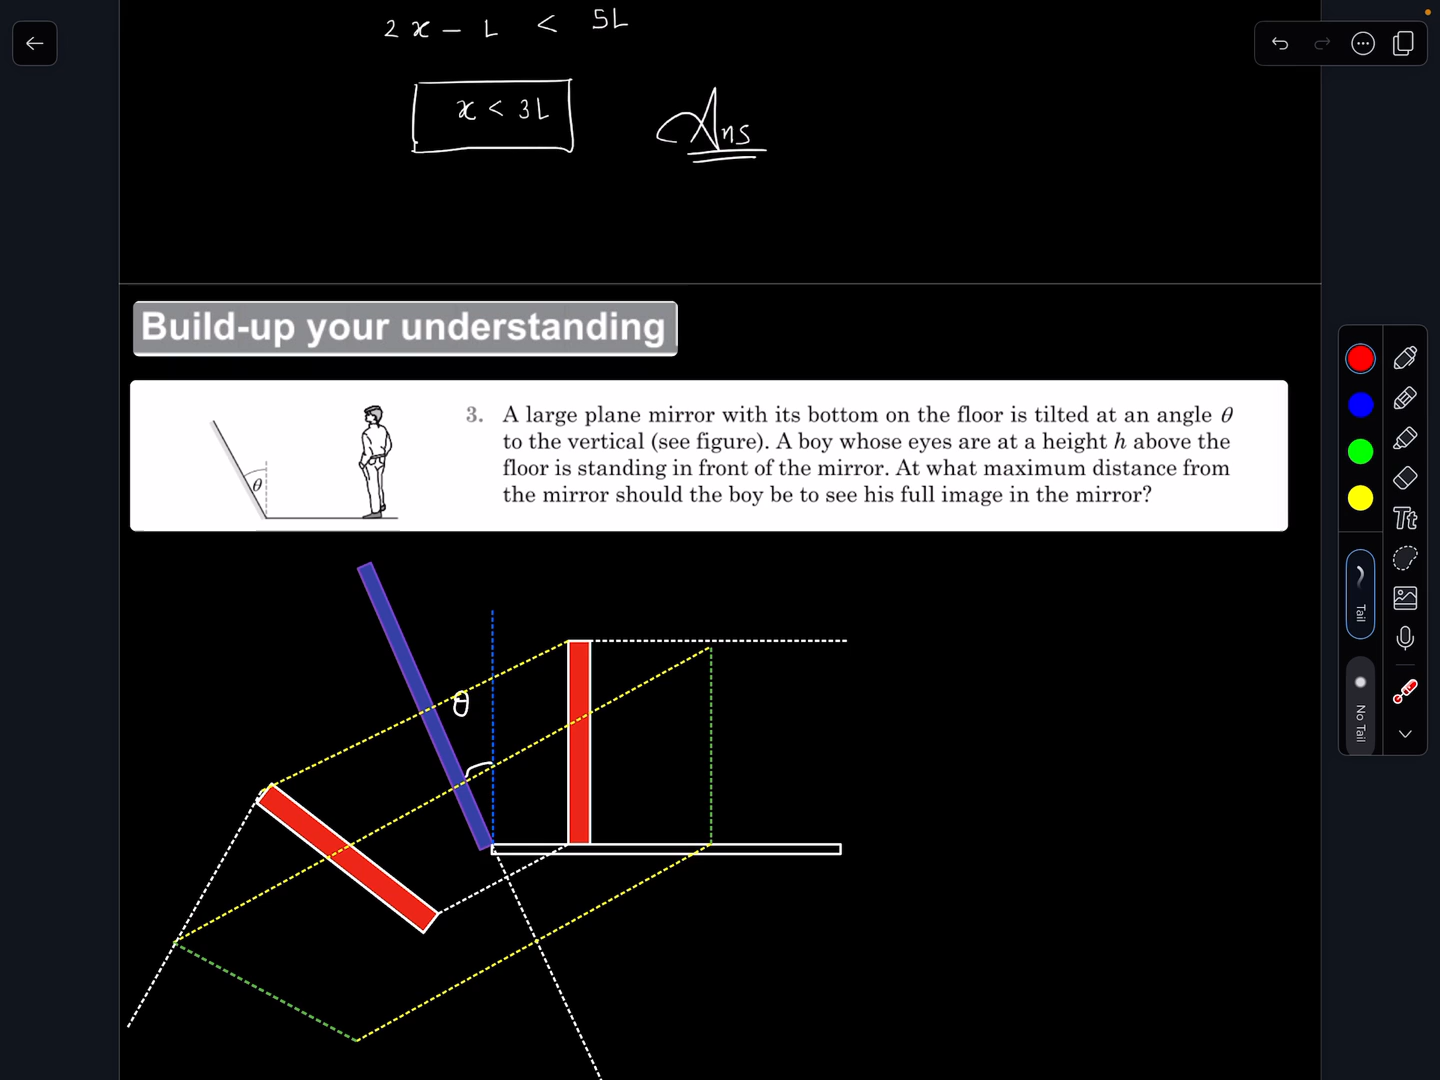 2x - L < 5L
x < 3L Ans
Build-up your understanding
3. A large plane mirror with its bottom on the floor is tilted at an angle θ
to the vertical (see figure). A boy whose eyes are at a height h above the
floor is standing in front of the mirror. At what maximum distance from
the mirror should the boy be to see his full image in the mirror?
θ
θ
Tt
Tail
No Tail